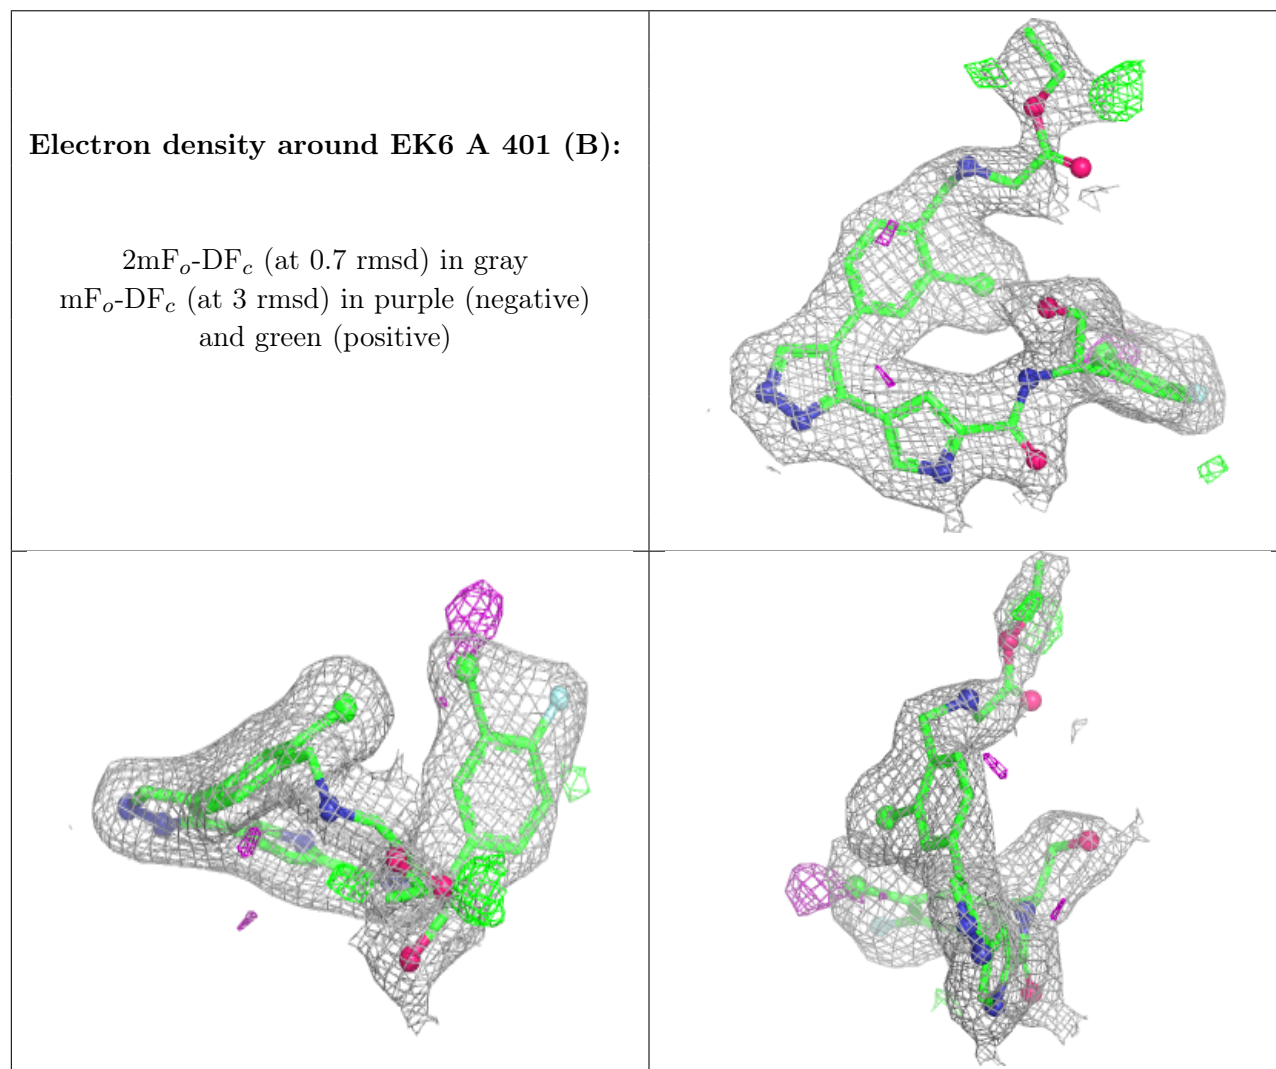 Electron density around EK6 A 401 (B):
2mFₒ-DF𝒸 (at 0.7 rmsd) in gray
mFₒ-DF𝒸 (at 3 rmsd) in purple (negative)
and green (positive)